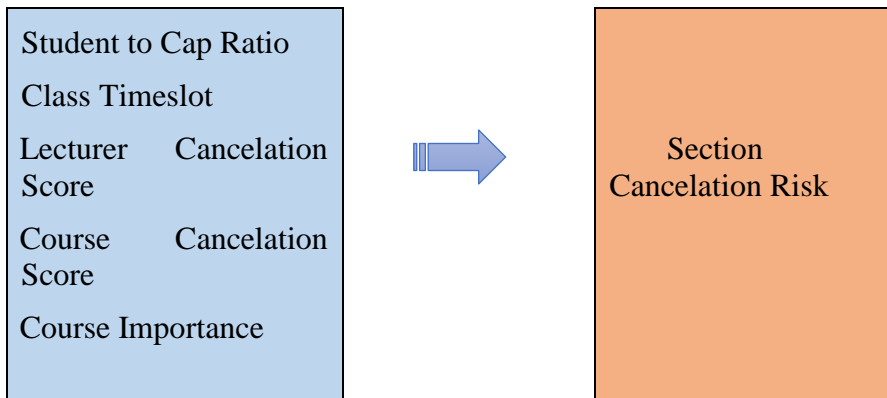 Student to Cap Ratio
Class Timeslot
Lecturer Cancelation
Score
Course Cancelation
Score
Course Importance
Section
Cancelation Risk